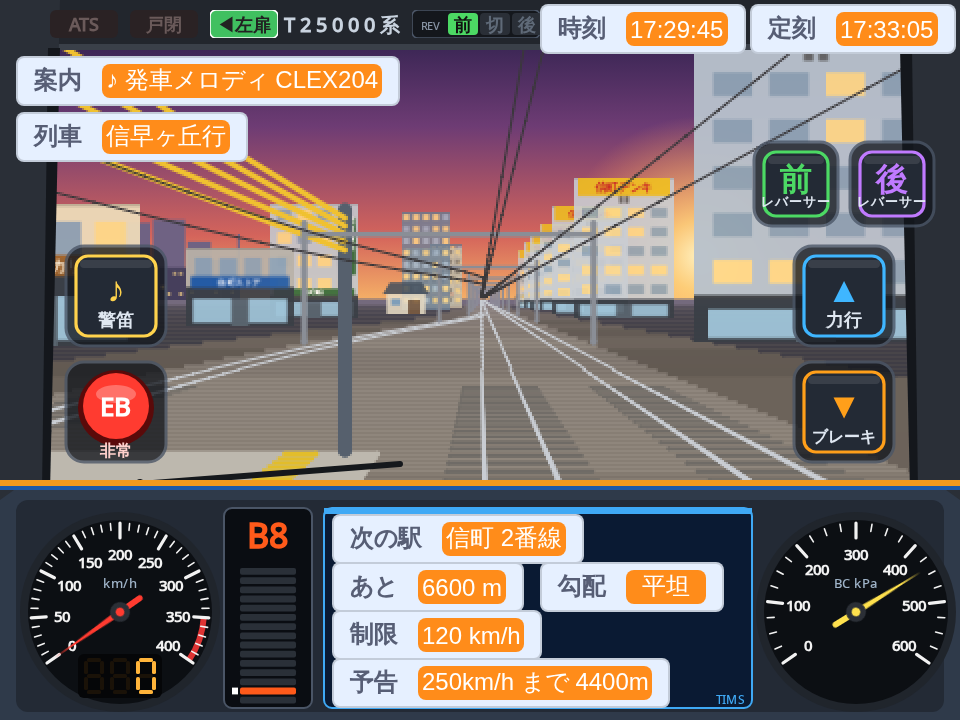 ATS
戸閉
◀左扉
T25000系
REV 前 切 後
時刻 17:29:45
定刻 17:33:05
案内 ♪ 発車メロディ CLEX204
列車 信早ヶ丘行
前
レバーサー
後
レバーサー
♪
警笛
▲
力行
EB
非常
▼
ブレーキ
信町ストア
0
50
100
150
200
250
300
350
400
km/h
0
B8
次の駅 信町 2番線
あと 6600 m
勾配 平坦
制限 120 km/h
予告 250km/h まで 4400m
TIMS
0
100
200
300
400
500
600
BC kPa